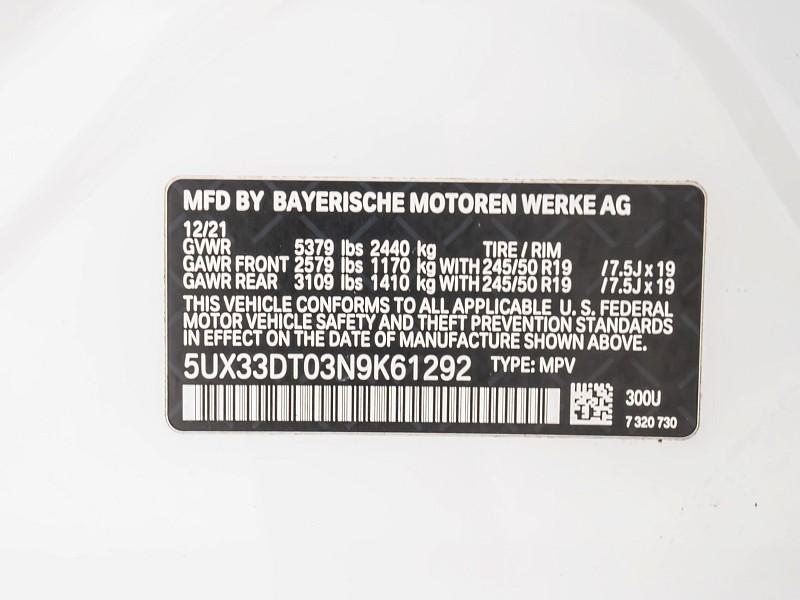 MFD BY BAYERISCHE MOTOREN WERKE AG
12/21
GVWR 5379 lbs 2440 kg TIRE / RIM
GAWR FRONT 2579 lbs 1170 kg WITH 245/50 R19 /7.5J x 19
GAWR REAR 3109 lbs 1410 kg WITH 245/50 R19 /7.5J x 19
THIS VEHICLE CONFORMS TO ALL APPLICABLE U. S. FEDERAL
MOTOR VEHICLE SAFETY AND THEFT PREVENTION STANDARDS
IN EFFECT ON THE DATE OF MANUFACTURE SHOWN ABOVE.
5UX33DT03N9K61292 TYPE: MPV
300U
7 320 730